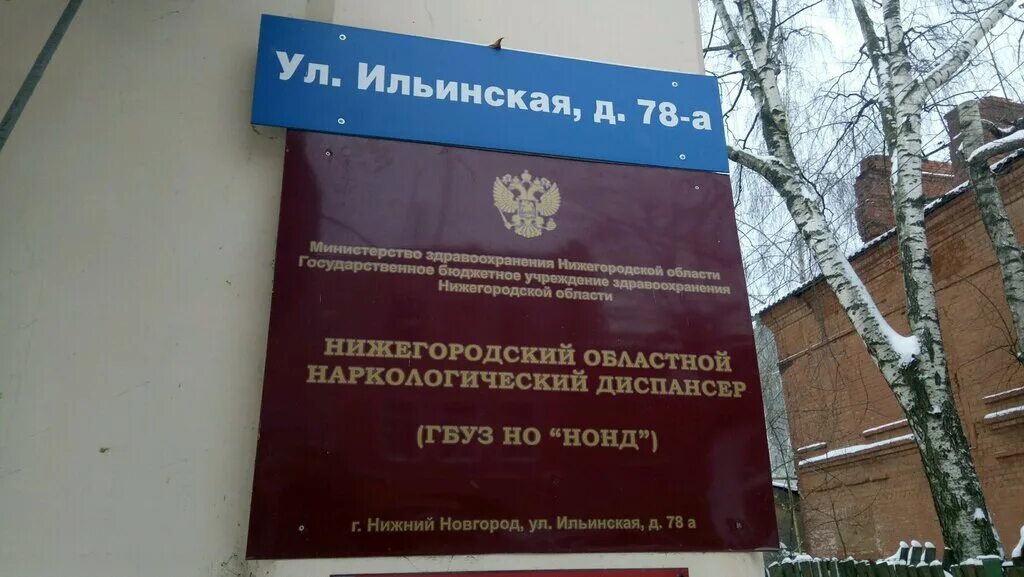 Ул. Ильинская, д. 78-а
Министерство здравоохранения Нижегородской области
Государственное бюджетное учреждение здравоохранения
Нижегородской области
НИЖЕГОРОДСКИЙ ОБЛАСТНОЙ
НАРКОЛОГИЧЕСКИЙ ДИСПАНСЕР
(ГБУЗ НО "НОНД")
г. Нижний Новгород, ул. Ильинская, д. 78 а